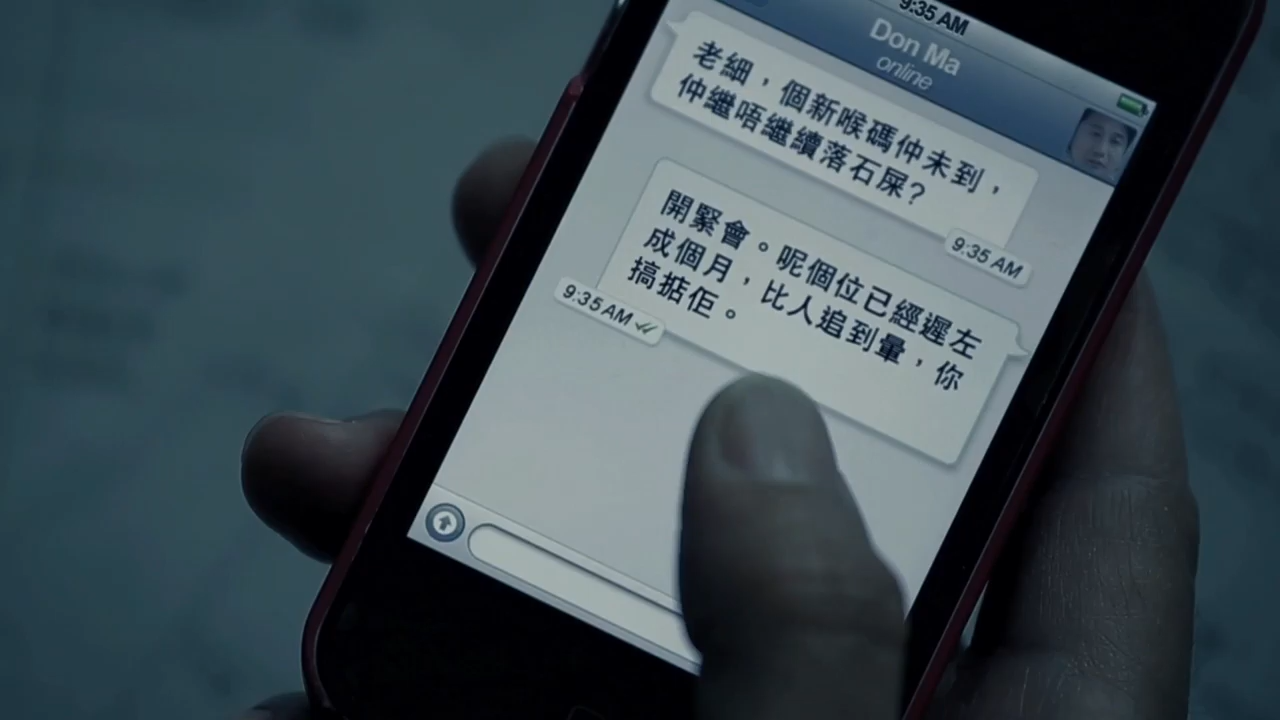 9:35 AM
Don Ma
online
老細，個新喉碼仲未到，
仲繼唔繼續落石屎？
9:35 AM
開緊會。呢個位已經遲左
成個月，比人追到暈，你
搞掂佢。
9:35 AM